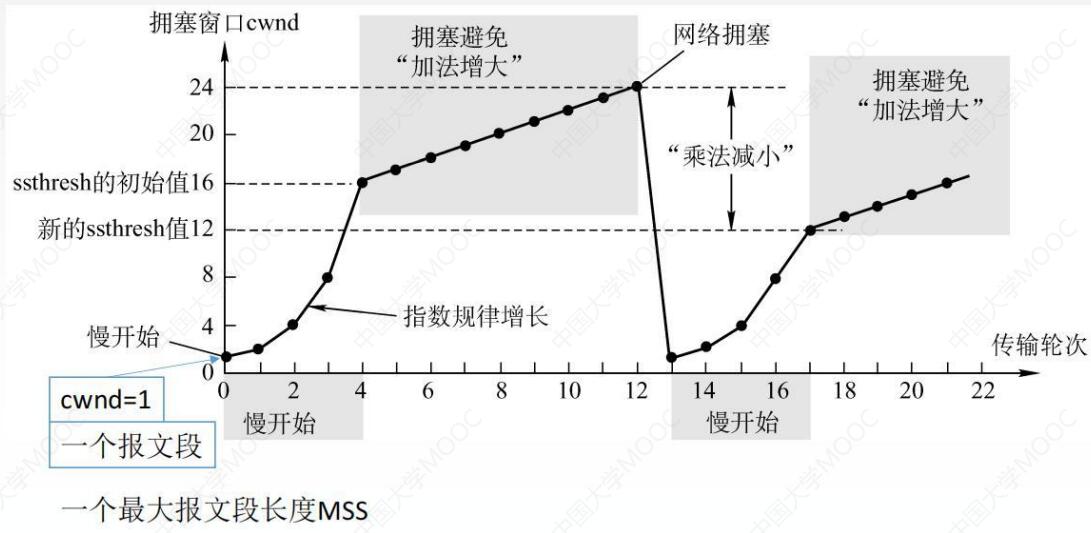 拥塞窗口cwnd
拥塞避免
“加法增大”
网络拥塞
拥塞避免
“加法增大”
24
20
“乘法减小”
ssthresh的初始值16
新的ssthresh值12
8
4
0
指数规律增长
慢开始
传输轮次
0 2 4 6 8 10 12 14 16 18 20 22
慢开始
慢开始
cwnd=1
一个报文段
一个最大报文段长度MSS
中国大学MOOC